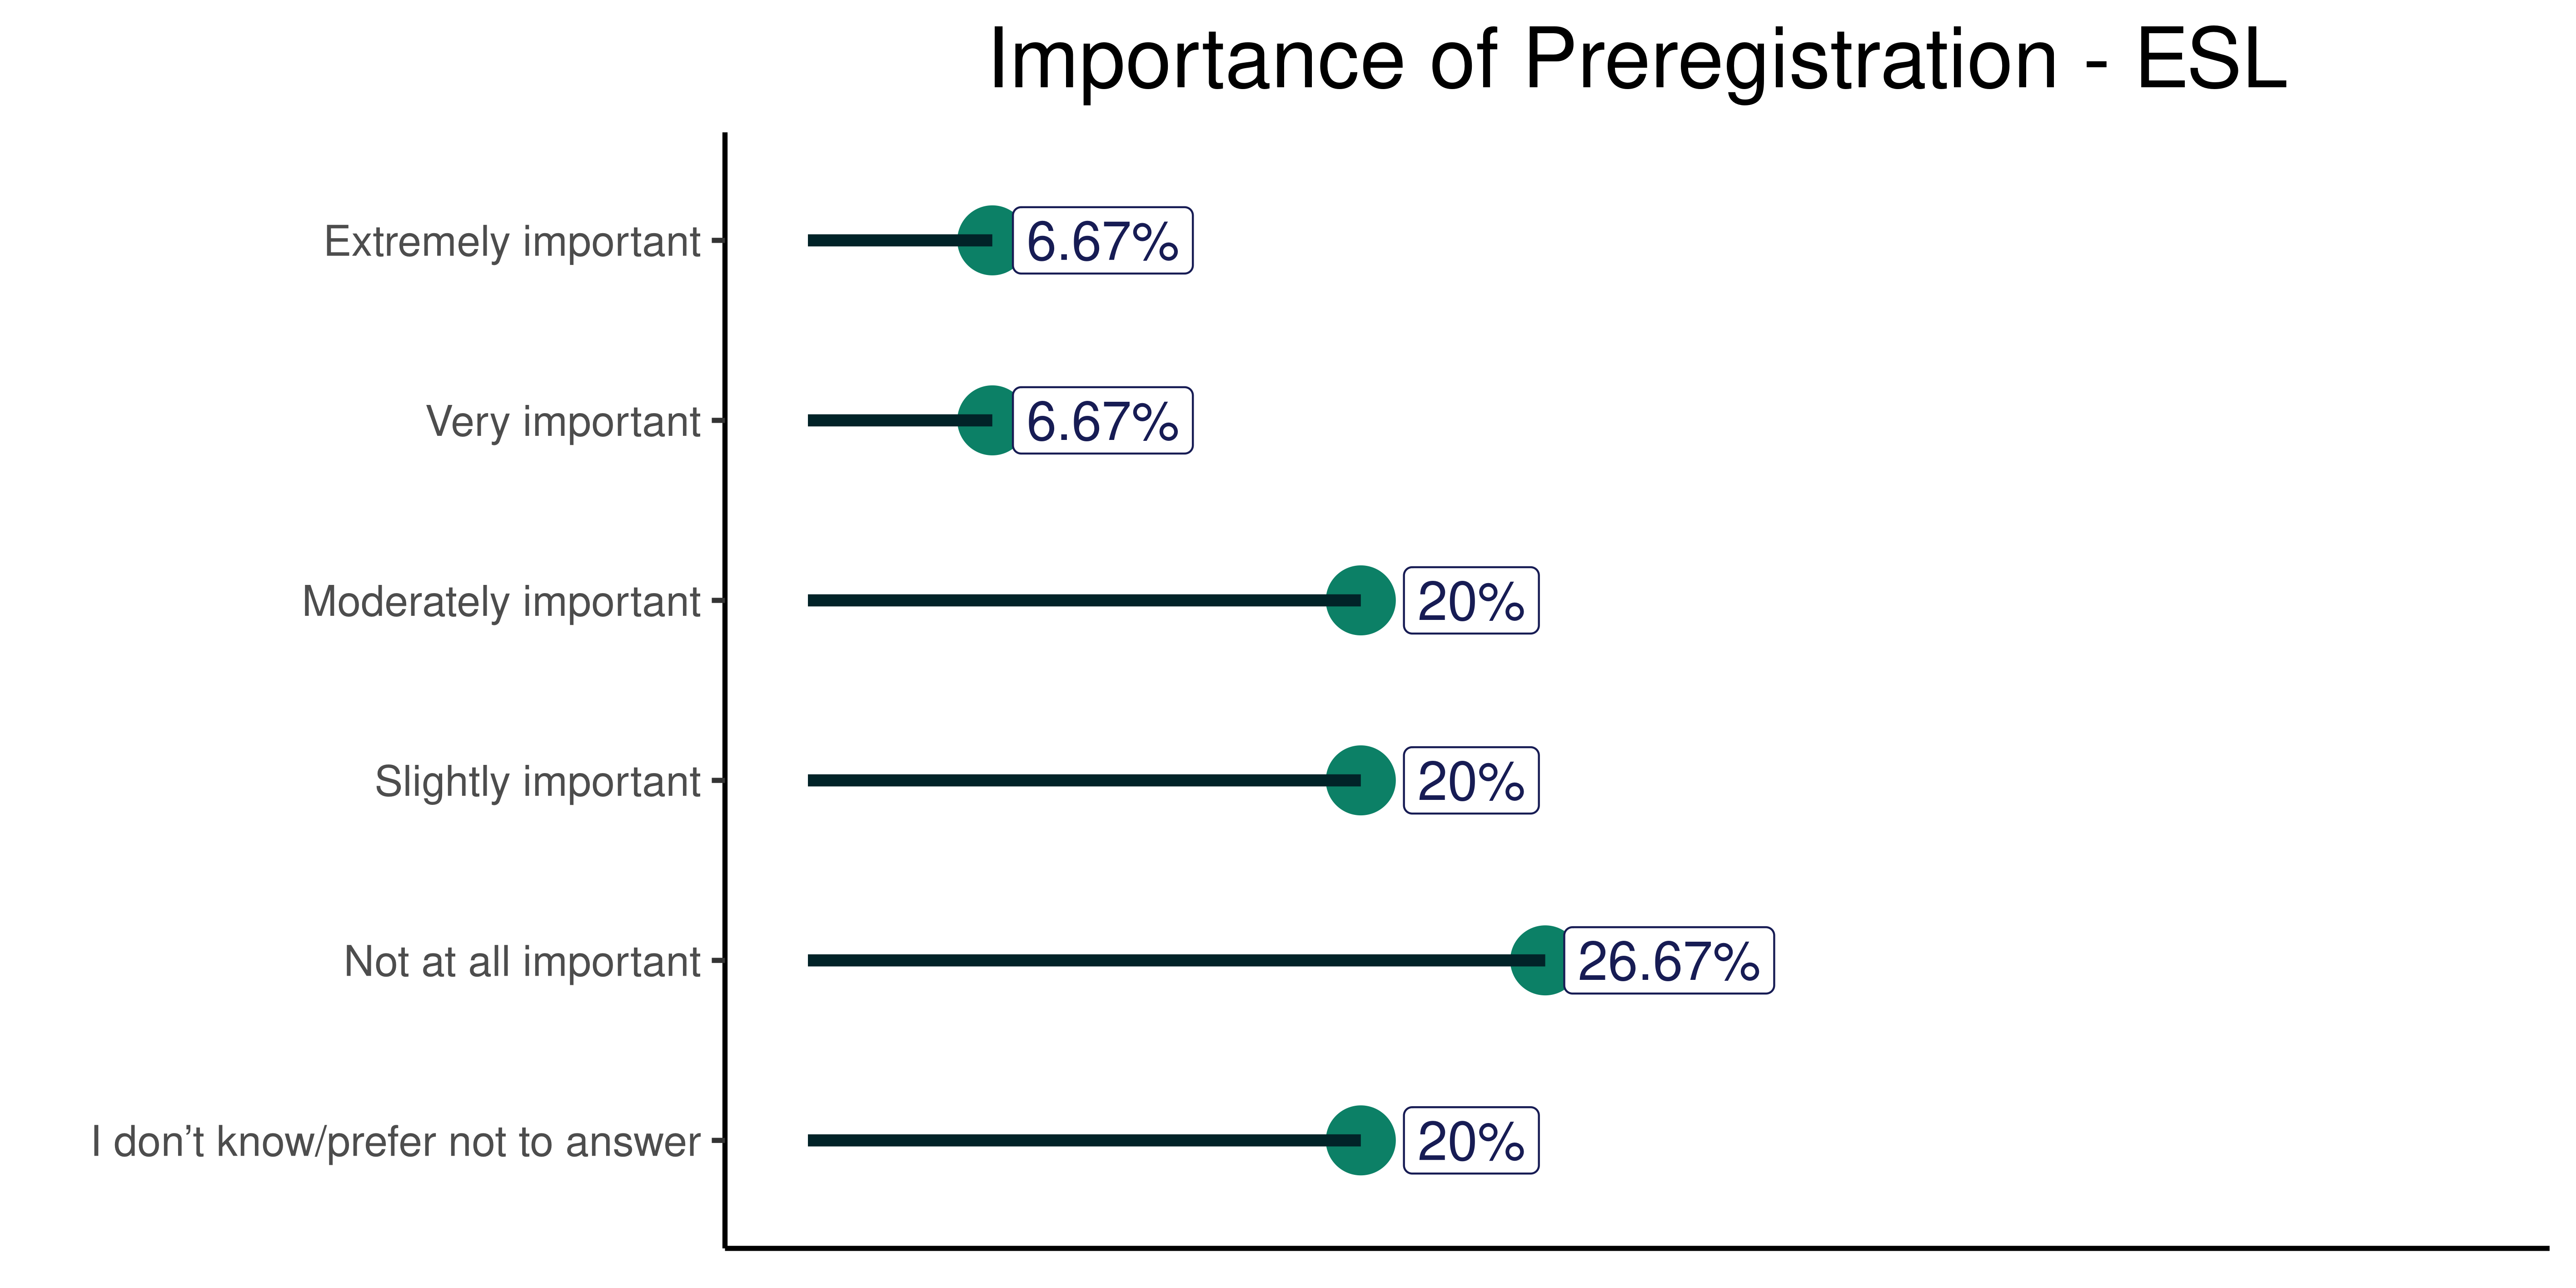 Importance of Preregistration - ESL
Extremely important
6.67%
Very important
6.67%
Moderately important
20%
Slightly important
20%
Not at all important
26.67%
I don’t know/prefer not to answer
20%